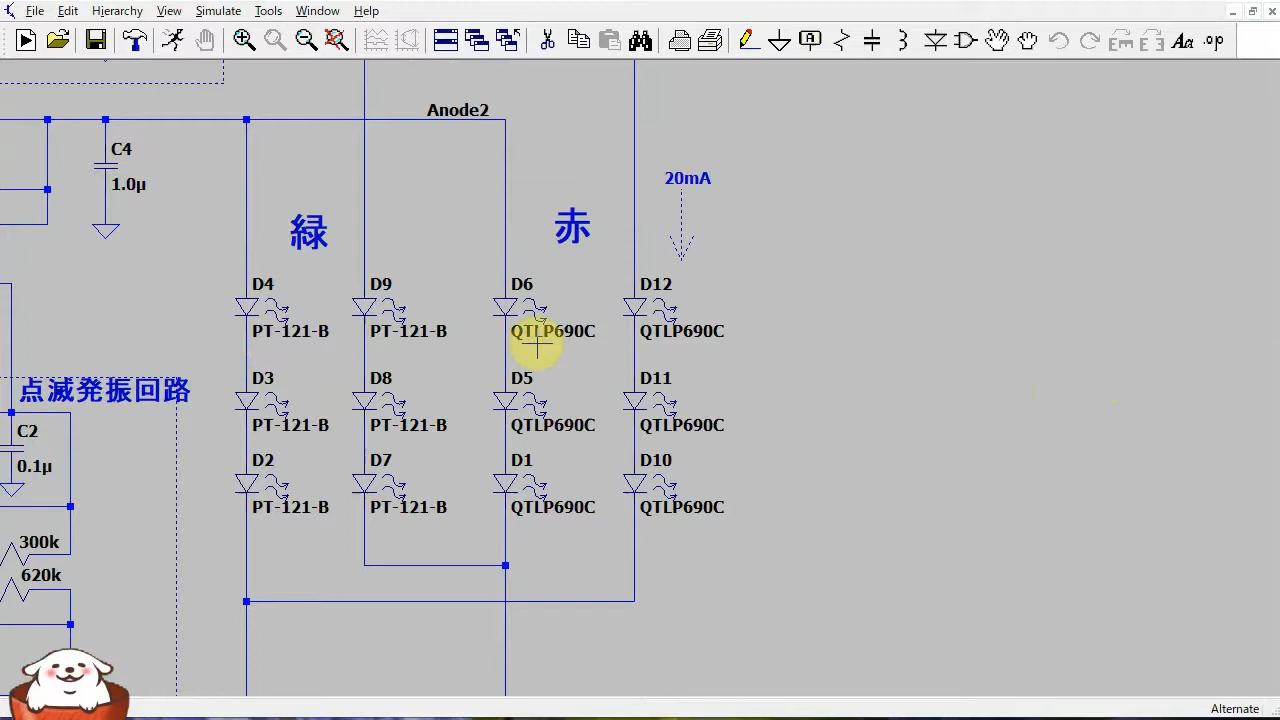 File Edit Hierarchy View Simulate Tools Window Help
A
Aa .op
Anode2
C4
1.0µ
20mA
緑
赤
D4 D9 D6 D12
PT-121-B PT-121-B QTLP690C QTLP690C
D3 D8 D5 D11
点滅発振回路
PT-121-B PT-121-B QTLP690C QTLP690C
C2
0.1µ
D2 D7 D1 D10
PT-121-B PT-121-B QTLP690C QTLP690C
300k
620k
Alternate